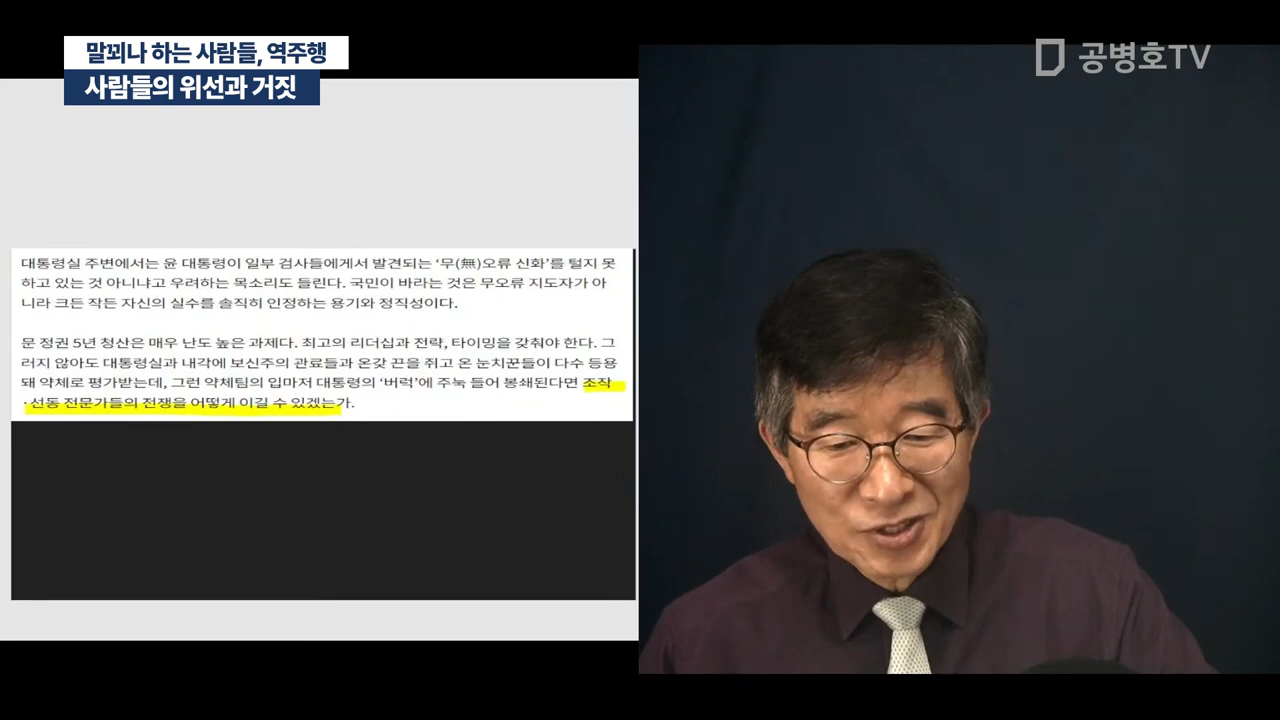 말꾀나 하는 사람들, 역주행
사람들의 위선과 거짓
공병호TV
대통령실 주변에서는 윤 대통령이 일부 검사들에게서 발견되는 ‘무(無)오류 신화’를 털지 못
하고 있는 것 아니냐고 우려하는 목소리도 들린다. 국민이 바라는 것은 무오류 지도자가 아
니라 크든 작든 자신의 실수를 솔직히 인정하는 용기와 정직성이다.
문 정권 5년 청산은 매우 난도 높은 과제다. 최고의 리더십과 전략, 타이밍을 갖춰야 한다. 그
러지 않아도 대통령실과 내각에 보신주의 관료들과 온갖 끈을 쥐고 온 눈치꾼들이 다수 등용
돼 약체로 평가받는데, 그런 약체팀의 입마저 대통령의 ‘버럭’에 주눅 들어 봉쇄된다면 조작
·선동 전문가들의 전쟁을 어떻게 이길 수 있겠는가.